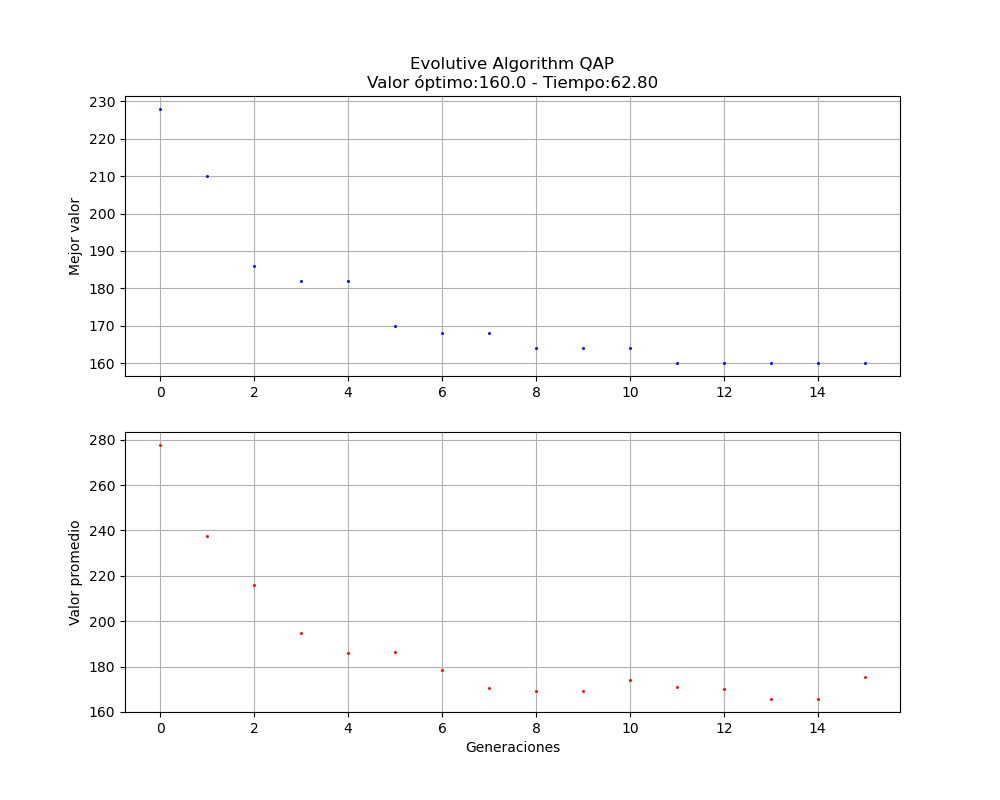 Evolutive Algorithm QAP
Valor óptimo:160.0 - Tiempo:62.80
Mejor valor
230
220
210
200
190
180
170
160
0 2 4 6 8 10 12 14
Valor promedio
280
260
240
220
200
180
160
0 2 4 6 8 10 12 14
Generaciones